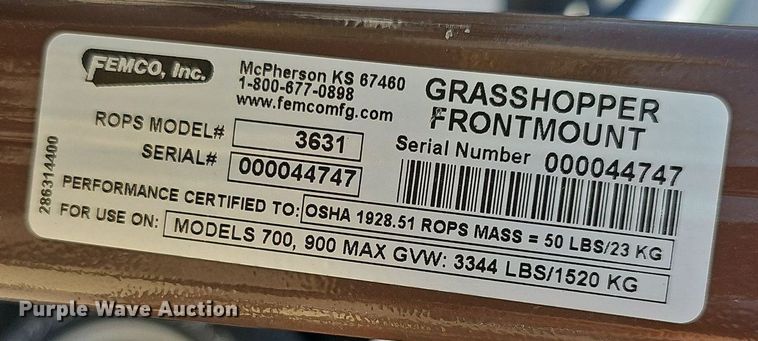 FEMCO, Inc.
McPherson KS 67460
1-800-677-0898
www.femcomfg.com
GRASSHOPPER
FRONTMOUNT
ROPS MODEL# 3631
SERIAL# 000044747
Serial Number 000044747
286314400
PERFORMANCE CERTIFIED TO: OSHA 1928.51 ROPS MASS = 50 LBS/23 KG
FOR USE ON: MODELS 700, 900 MAX GVW: 3344 LBS/1520 KG
Purple Wave Auction